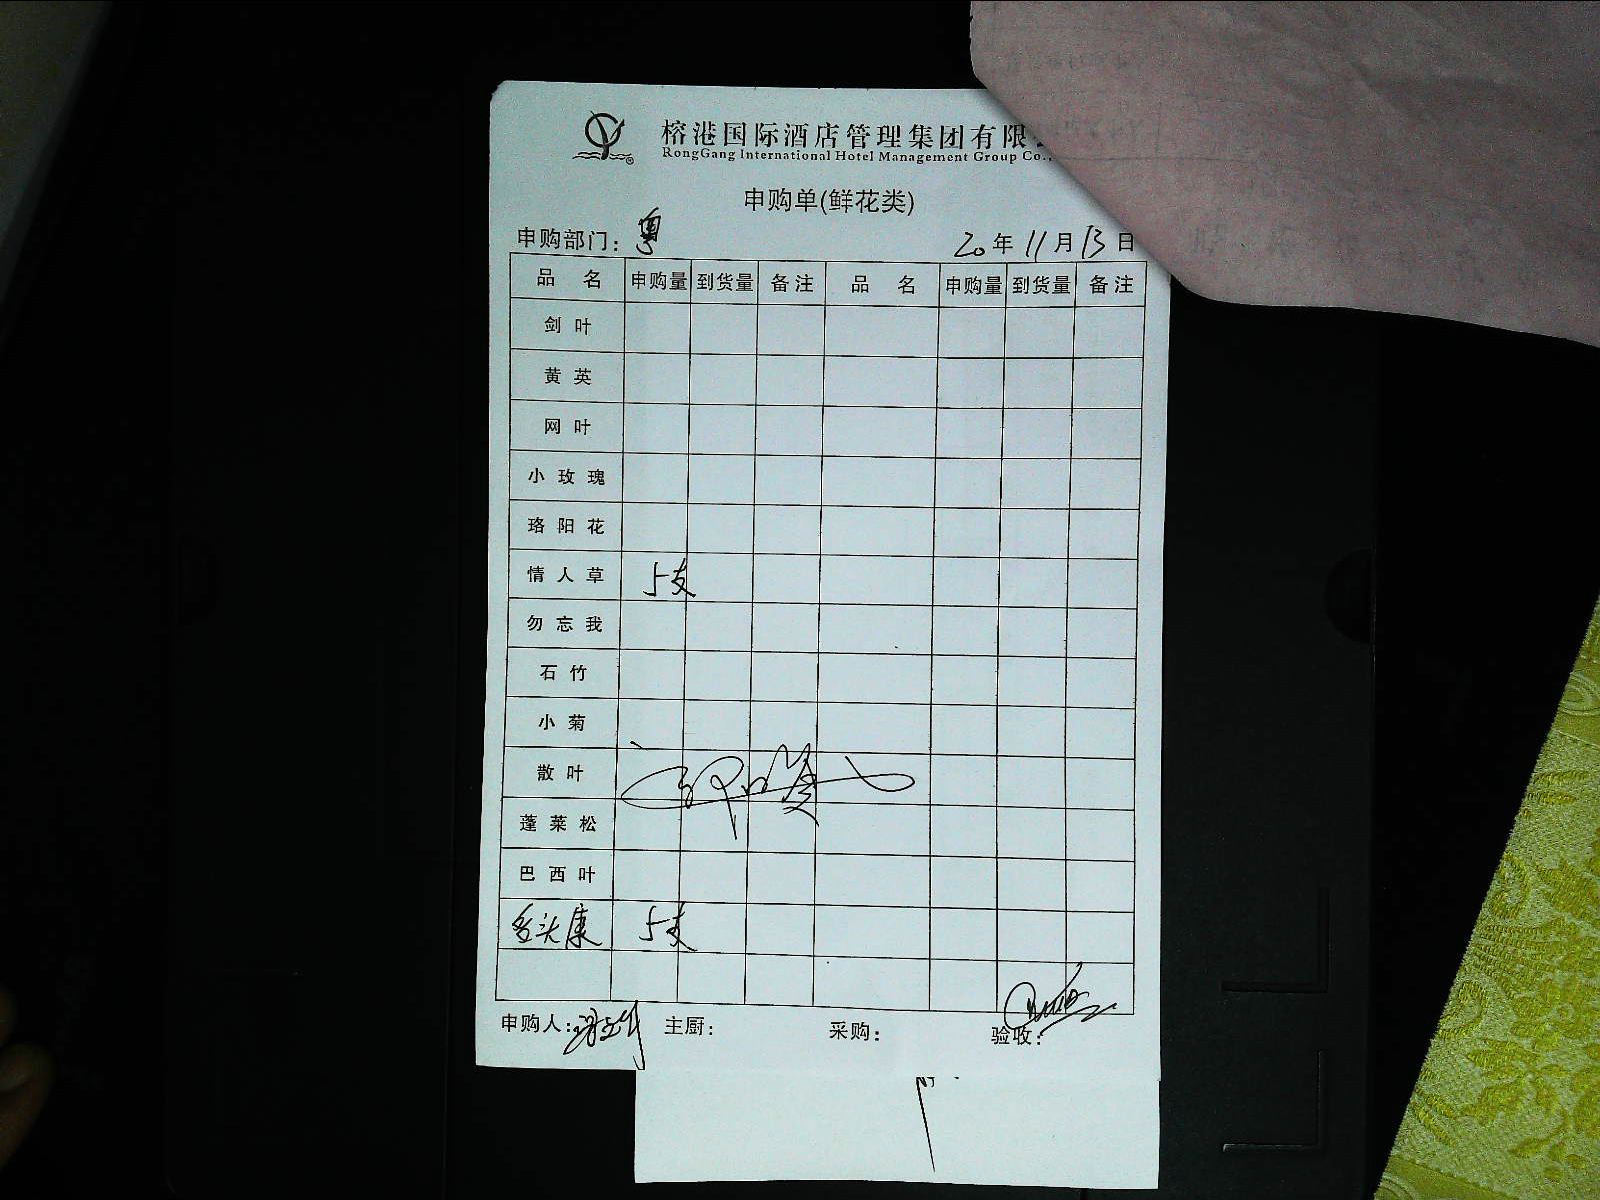 榕港国际酒店管理集团有限
RongGang International Hotel Management Group Co.,
申购单(鲜花类)
申购部门: 粤 20年11月13日
品名 申购量 到货量 备注 品名 申购量 到货量 备注
剑叶
黄英
网叶
小玫瑰
珞阳花
情人草 5支
勿忘我
石竹
小菊
散叶
蓬莱松
巴西叶
头康 5支
申购人: 主厨: 采购: 验收: